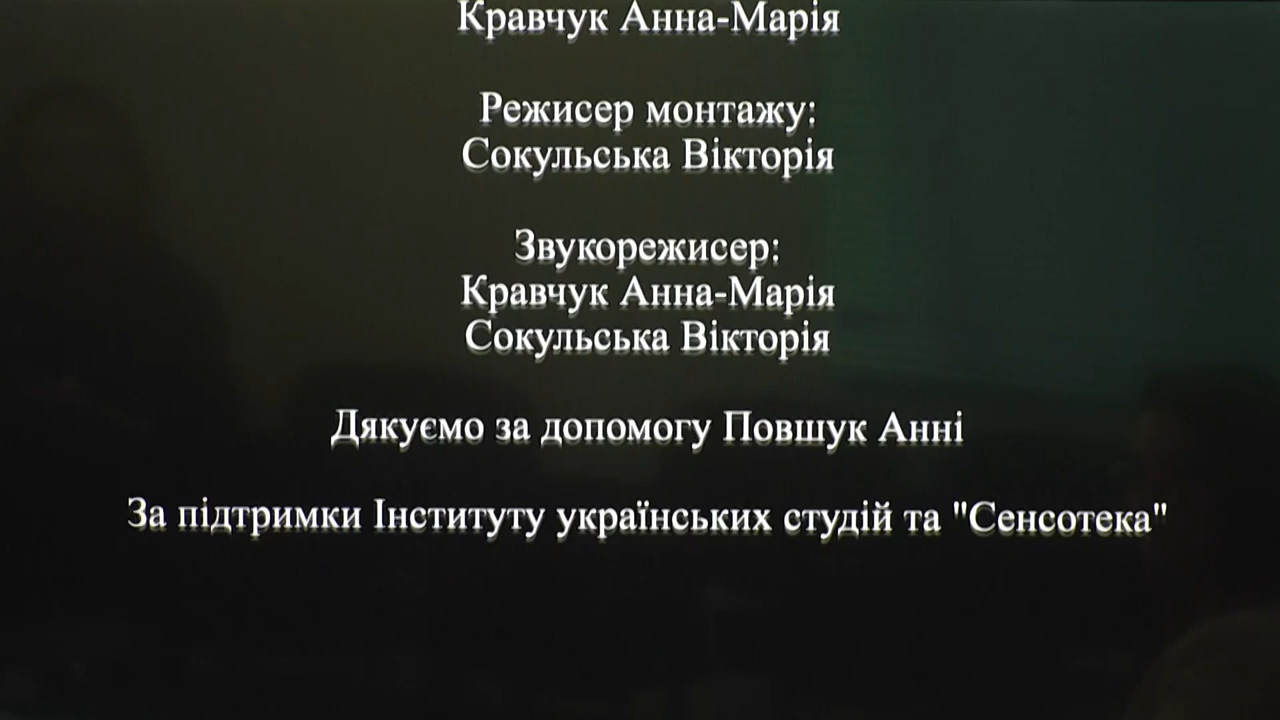 Кравчук Анна-Марія
Режисер монтажу:
Сокульська Вікторія
Звукорежисер:
Кравчук Анна-Марія
Сокульська Вікторія
Дякуємо за допомогу Повшук Анні
За підтримки Інституту українських студій та "Сенсотека"